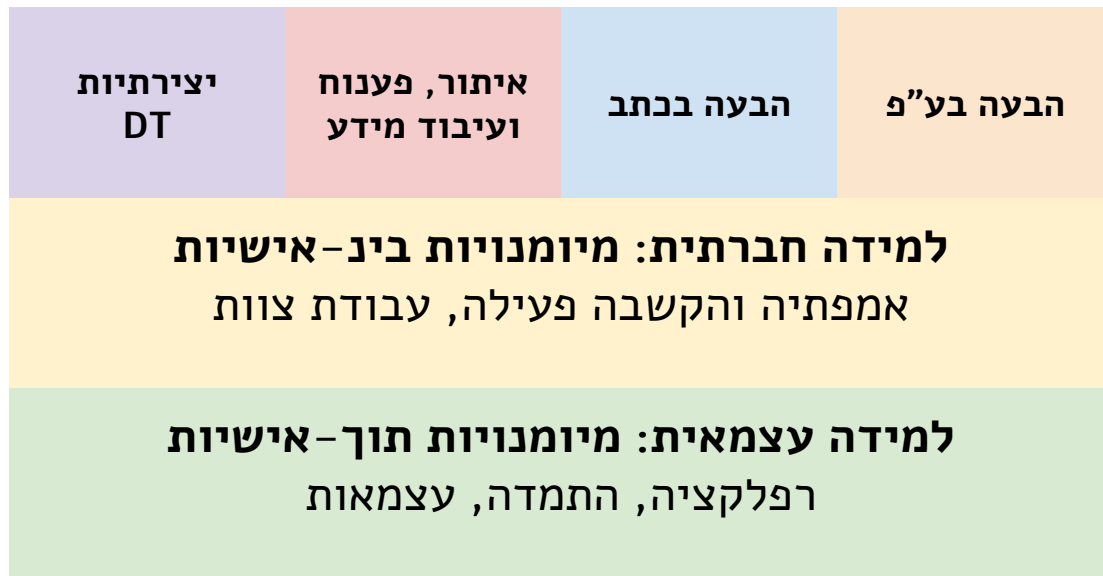 הבעה בע"פ
הבעה בכתב
איתור, פענוח
ועיבוד מידע
יצירתיות
DT
למידה חברתית: מיומנויות בינ-אישיות
אמפתיה והקשבה פעילה, עבודת צוות
למידה עצמאית: מיומנויות תוך-אישיות
רפלקציה, התמדה, עצמאות